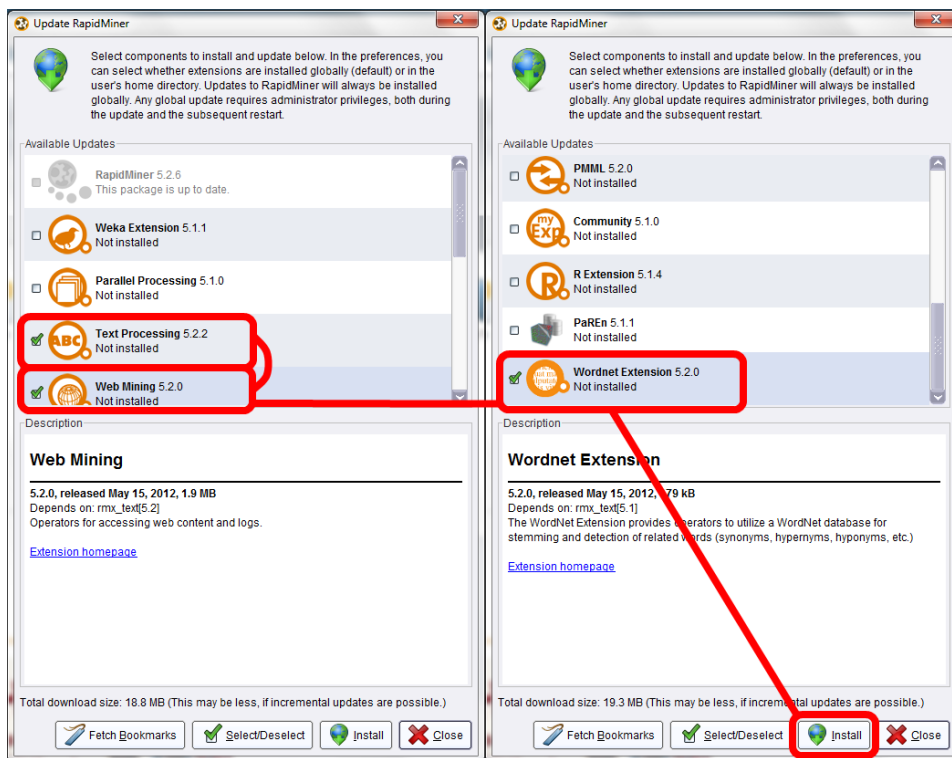 Update RapidMiner
Select components to install and update below. In the preferences, you
can select whether extensions are installed globally (default) or in the
user's home directory. Updates to RapidMiner will always be installed
globally. Any global update requires administrator privileges, both during
the update and the subsequent restart.
Available Updates
RapidMiner 5.2.6
This package is up to date.
Weka Extension 5.1.1
Not installed
Parallel Processing 5.1.0
Not installed
ABC
Text Processing 5.2.2
Not installed
Web Mining 5.2.0
Not installed
Description
Web Mining
5.2.0, released May 15, 2012, 1.9 MB
Depends on: rmx_text[5.2]
Operators for accessing web content and logs.
Extension homepage
Total download size: 18.8 MB (This may be less, if incremental updates are possible.)
Fetch Bookmarks
Select/Deselect
Install
Close
Update RapidMiner
Select components to install and update below. In the preferences, you
can select whether extensions are installed globally (default) or in the
user's home directory. Updates to RapidMiner will always be installed
globally. Any global update requires administrator privileges, both during
the update and the subsequent restart.
Available Updates
PMML 5.2.0
Not installed
my
Exp
Community 5.1.0
Not installed
R
R Extension 5.1.4
Not installed
PaREn 5.1.1
Not installed
Wordnet Extension 5.2.0
Not installed
Description
Wordnet Extension
5.2.0, released May 15, 2012, 79 kB
Depends on: rmx_text[5.1]
The WordNet Extension provides operators to utilize a WordNet database for
stemming and detection of related words (synonyms, hypernyms, hyponyms, etc.)
Extension homepage
Total download size: 19.3 MB (This may be less, if incremental updates are possible.)
Fetch Bookmarks
Select/Deselect
Install
Close